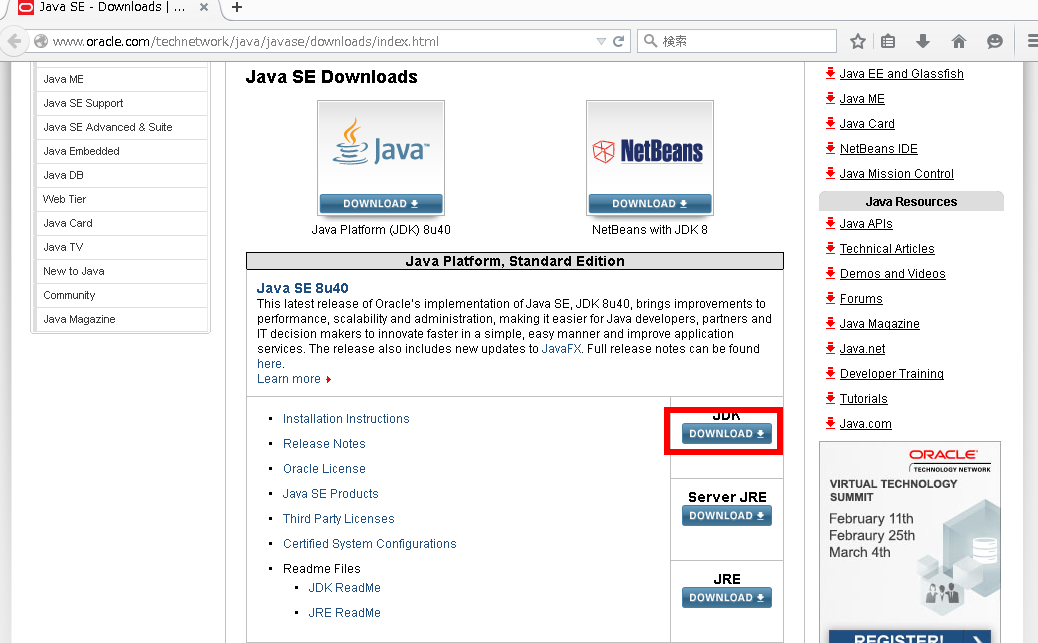 Java SE - Downloads | ...
www.oracle.com/technetwork/java/javase/downloads/index.html
検索
Java ME
Java SE Support
Java SE Advanced & Suite
Java Embedded
Java DB
Web Tier
Java Card
Java TV
New to Java
Community
Java Magazine
Java SE Downloads
Java™
DOWNLOAD
Java Platform (JDK) 8u40
NetBeans
DOWNLOAD
NetBeans with JDK 8
Java Platform, Standard Edition
Java SE 8u40
This latest release of Oracle's implementation of Java SE, JDK 8u40, brings improvements to
performance, scalability and administration, making it easier for Java developers, partners and
IT decision makers to innovate faster in a simple, easy manner and improve application
services. The release also includes new updates to JavaFX. Full release notes can be found
here.
Learn more
Installation Instructions
Release Notes
Oracle License
Java SE Products
Third Party Licenses
Certified System Configurations
Readme Files
JDK ReadMe
JRE ReadMe
JDK
DOWNLOAD
Server JRE
DOWNLOAD
JRE
DOWNLOAD
Java EE and Glassfish
Java ME
Java Card
NetBeans IDE
Java Mission Control
Java Resources
Java APIs
Technical Articles
Demos and Videos
Forums
Java Magazine
Java.net
Developer Training
Tutorials
Java.com
ORACLE
TECHNOLOGY NETWORK
VIRTUAL TECHNOLOGY
SUMMIT
February 11th
Febraury 25th
March 4th
REGISTER!